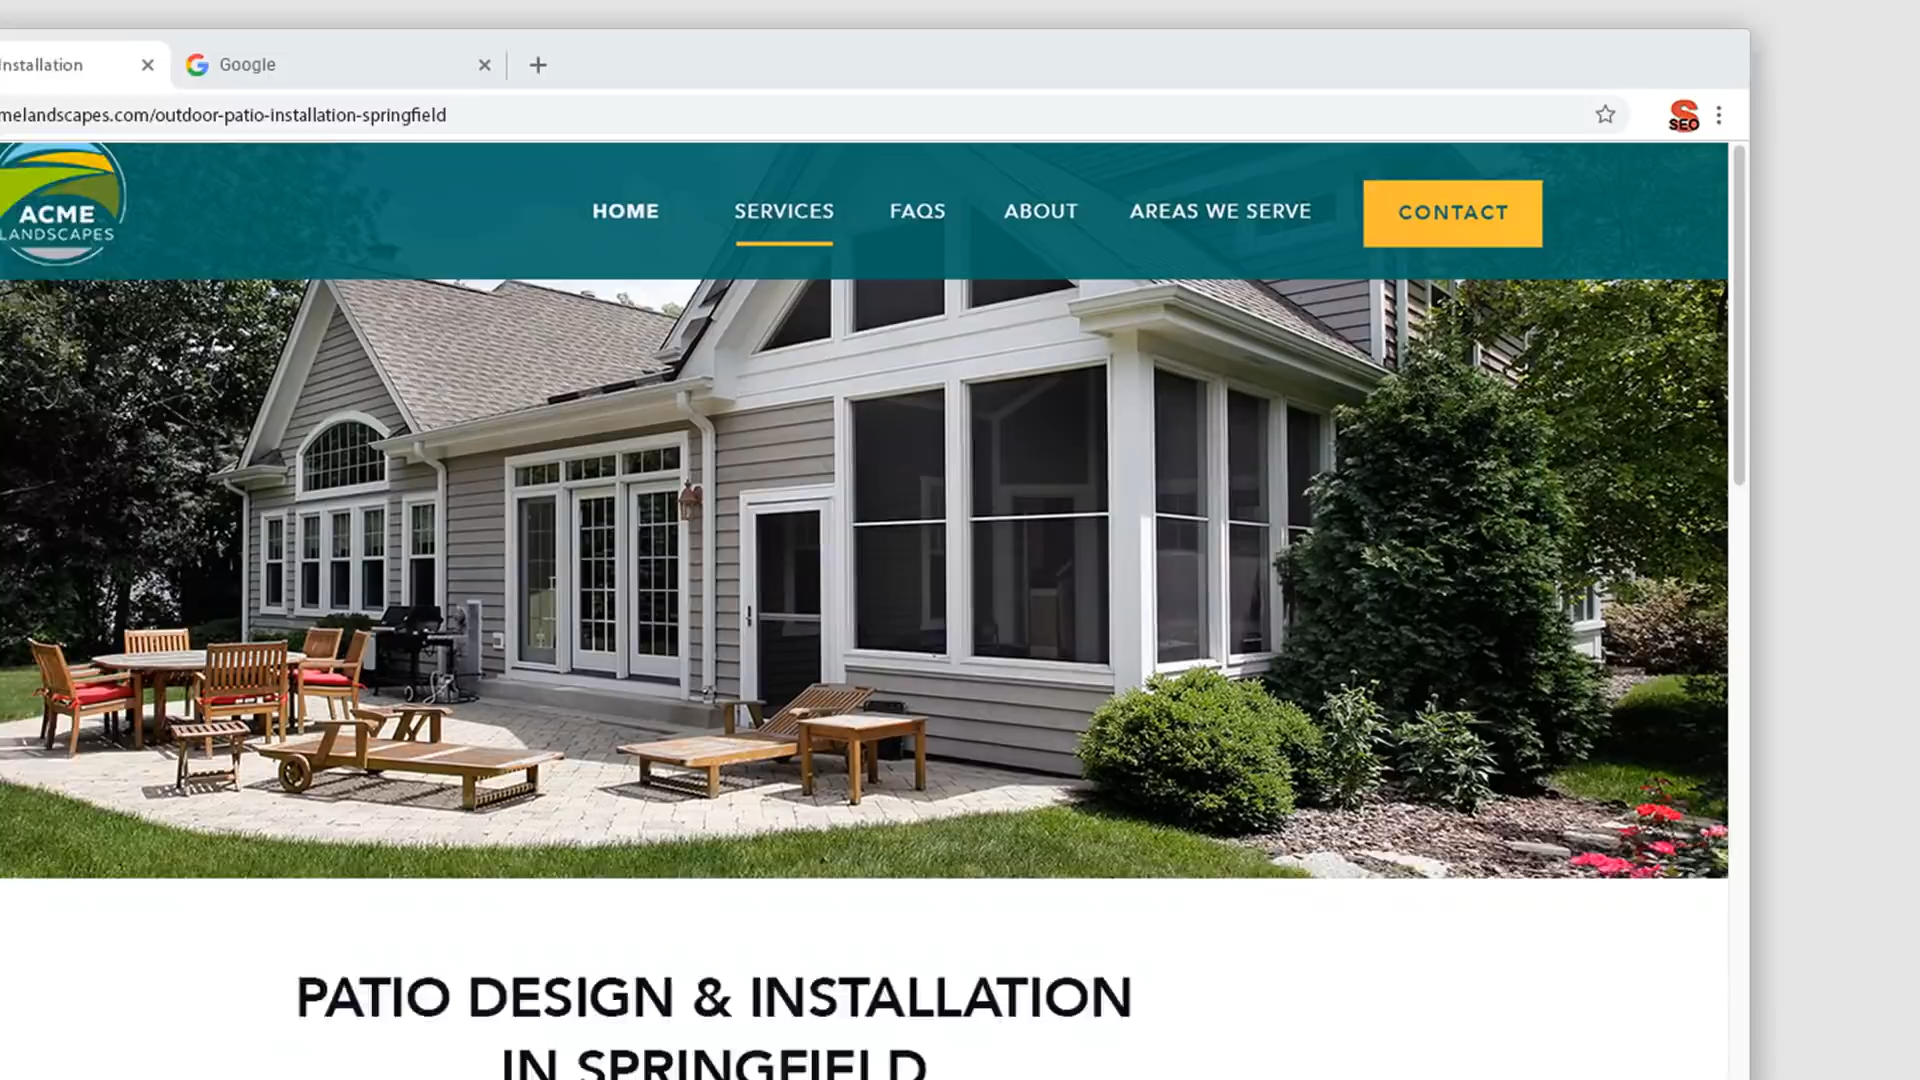 nstallation
Google
melandscapes.com/outdoor-patio-installation-springfield
SEO
ACME
LANDSCAPES
HOME
SERVICES
FAQS
ABOUT
AREAS WE SERVE
CONTACT
PATIO DESIGN & INSTALLATION
IN SPRINGFIELD